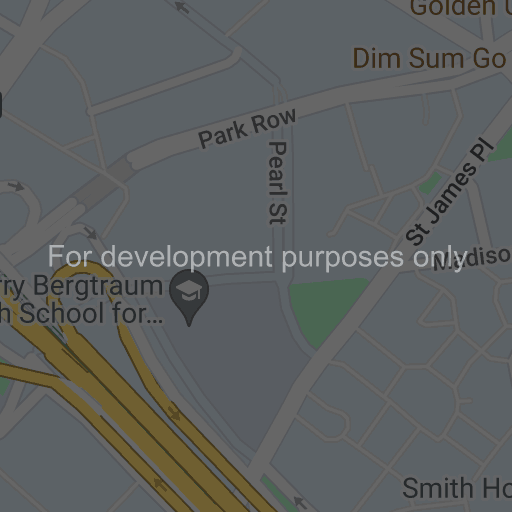 Golden U
Dim Sum Go
Park Row
Pearl St
St James Pl
For development purposes only
Madiso
rry Bergtraum
h School for...
Smith Ho